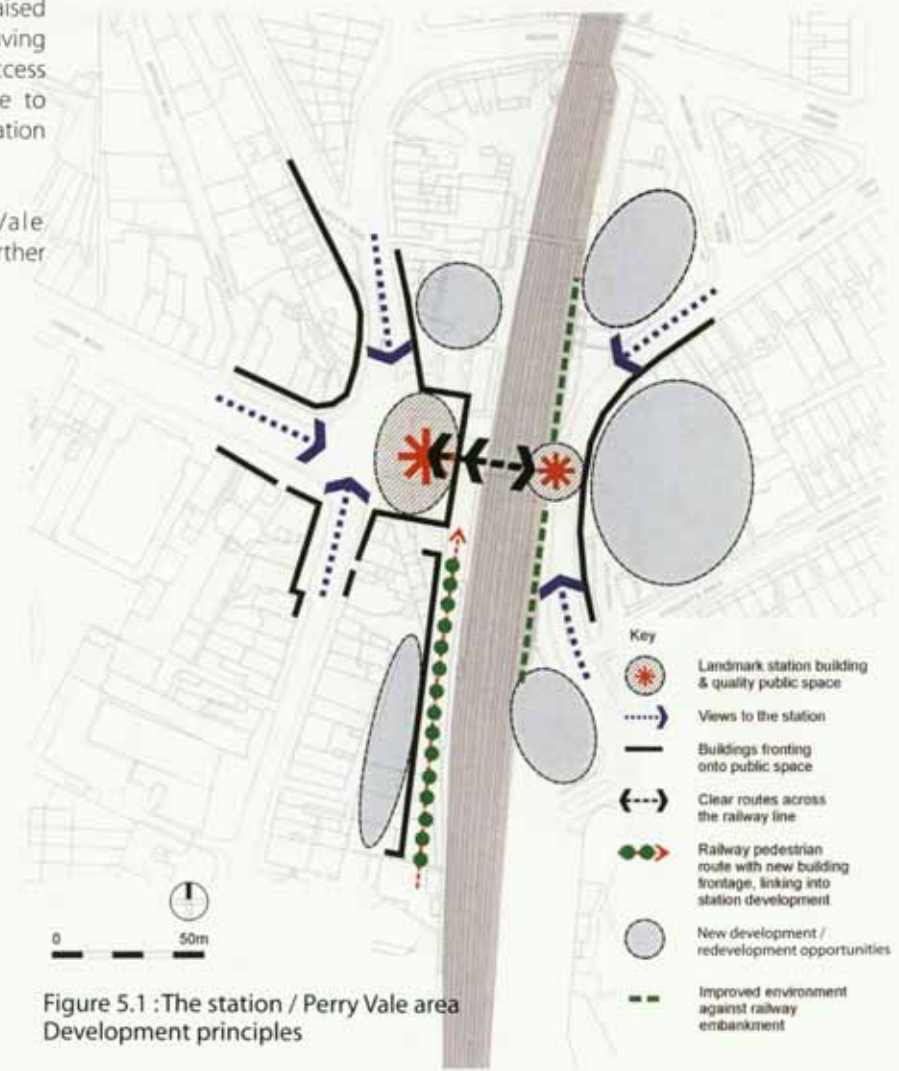 aised
ving
ccess
e to
ation
Vale
rther
Key
Landmark station building
& quality public space
Views to the station
Buildings fronting
onto public space
Clear routes across
the railway line
Railway pedestrian
route with new building
frontage, linking into
station development
New development /
redevelopment opportunities
Improved environment
against railway
embankment
0 50m
Figure 5.1 : The station / Perry Vale area
Development principles